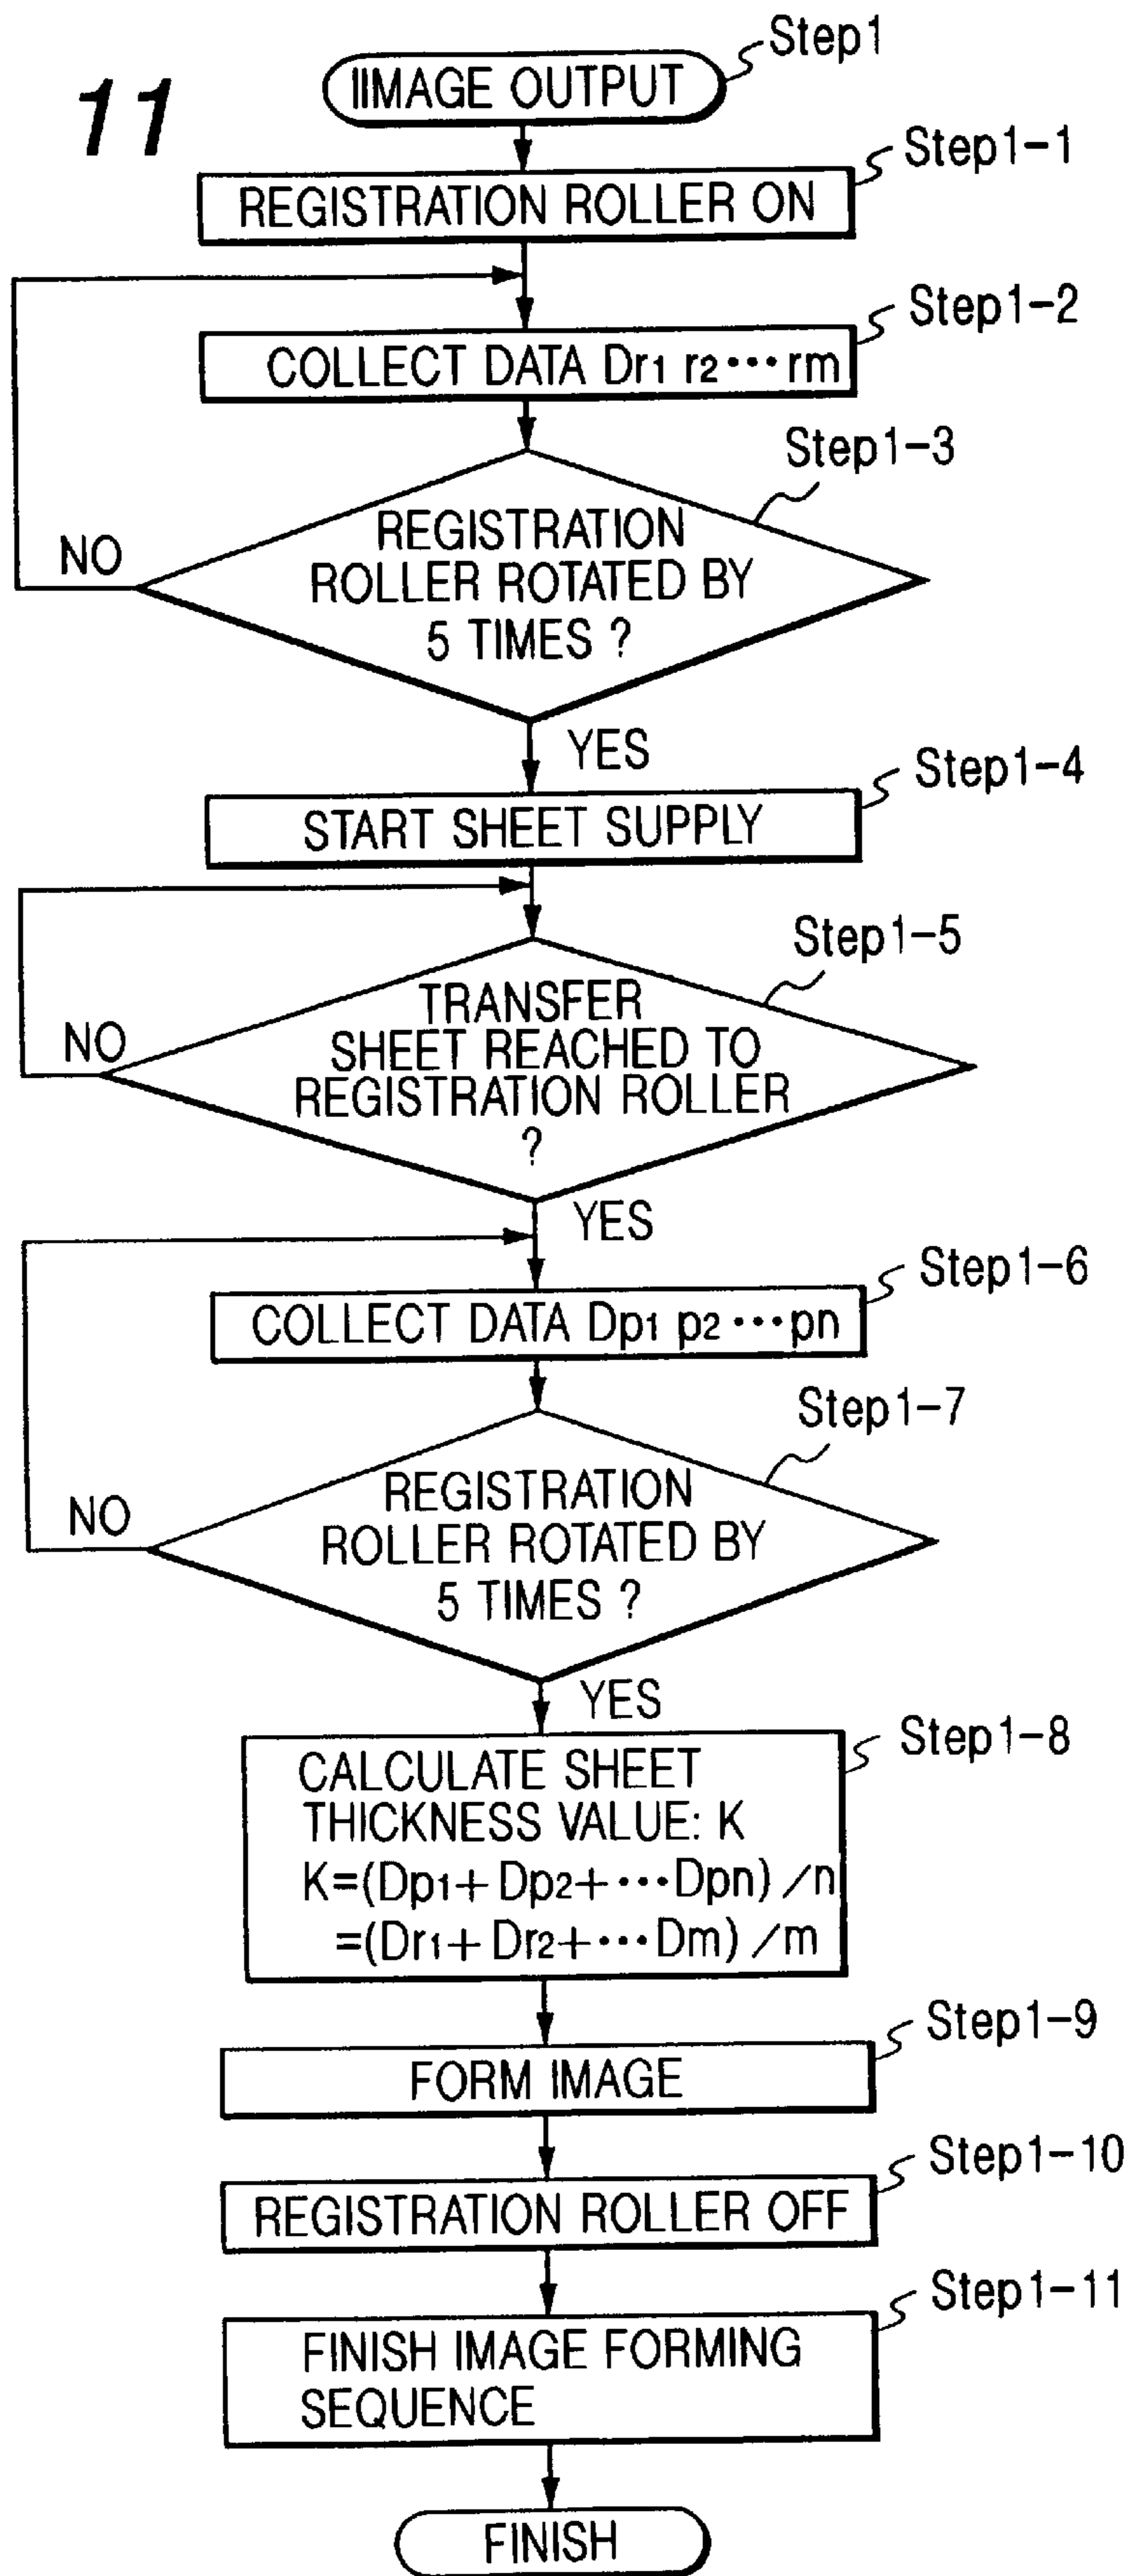 11
IIMAGE OUTPUT
Step1
REGISTRATION ROLLER ON
Step1-1
COLLECT DATA Dr1 r2···rm
Step1-2
REGISTRATION
ROLLER ROTATED BY
5 TIMES ?
Step1-3
NO
YES
START SHEET SUPPLY
Step1-4
TRANSFER
SHEET REACHED TO
REGISTRATION ROLLER
?
Step1-5
NO
YES
COLLECT DATA Dp1 p2···pn
Step1-6
REGISTRATION
ROLLER ROTATED BY
5 TIMES ?
Step1-7
NO
YES
CALCULATE SHEET
THICKNESS VALUE: K
K=(Dp1+Dp2+···Dpn)/n
=(Dr1+Dr2+···Dm)/m
Step1-8
FORM IMAGE
Step1-9
REGISTRATION ROLLER OFF
Step1-10
FINISH IMAGE FORMING
SEQUENCE
Step1-11
FINISH